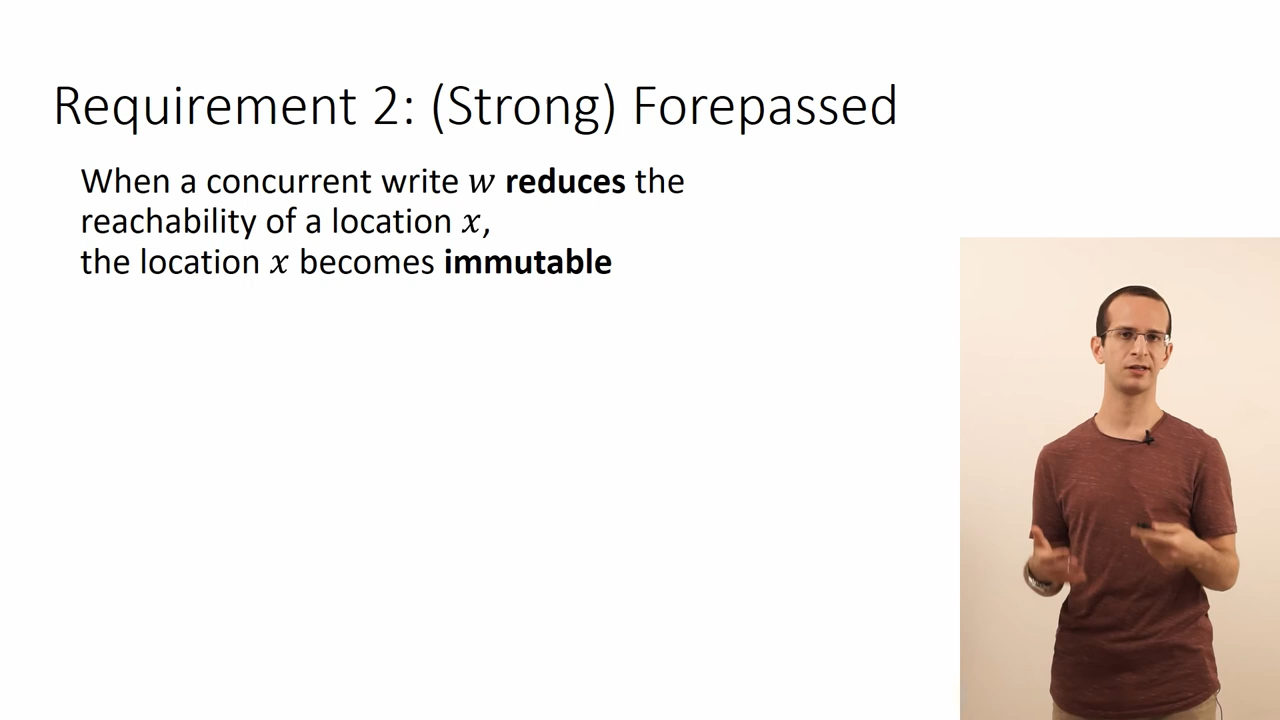 Requirement 2: (Strong) Forepassed
When a concurrent write w reduces the
reachability of a location x,
the location x becomes immutable